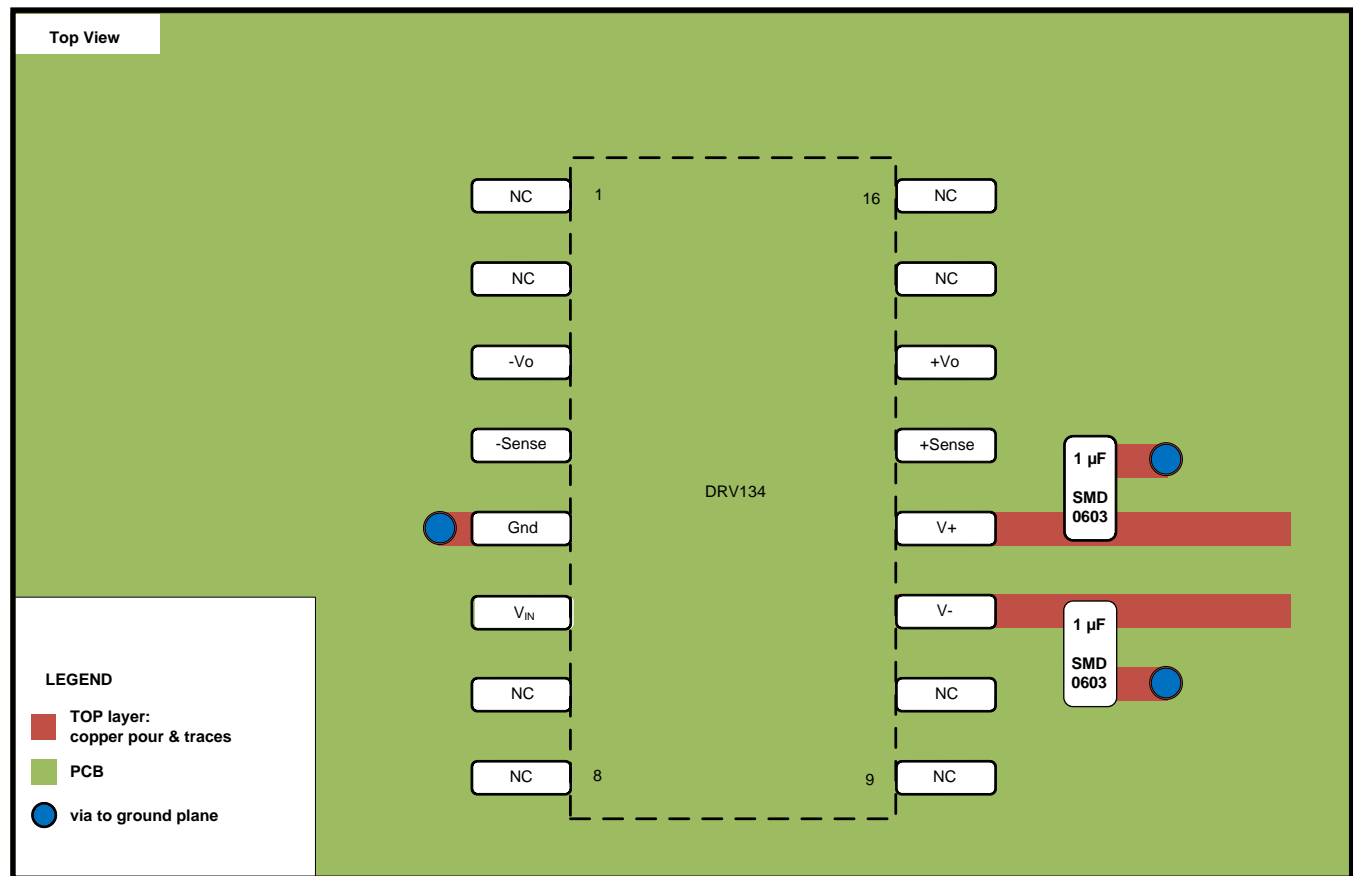 Top View
NC
1
16
NC
NC
NC
-Vo
+Vo
-Sense
+Sense
1 µF
SMD
0603
DRV134
Gnd
V+
VIN
V-
1 µF
SMD
0603
NC
NC
NC
8
9
NC
LEGEND
TOP layer:
copper pour & traces
PCB
via to ground plane